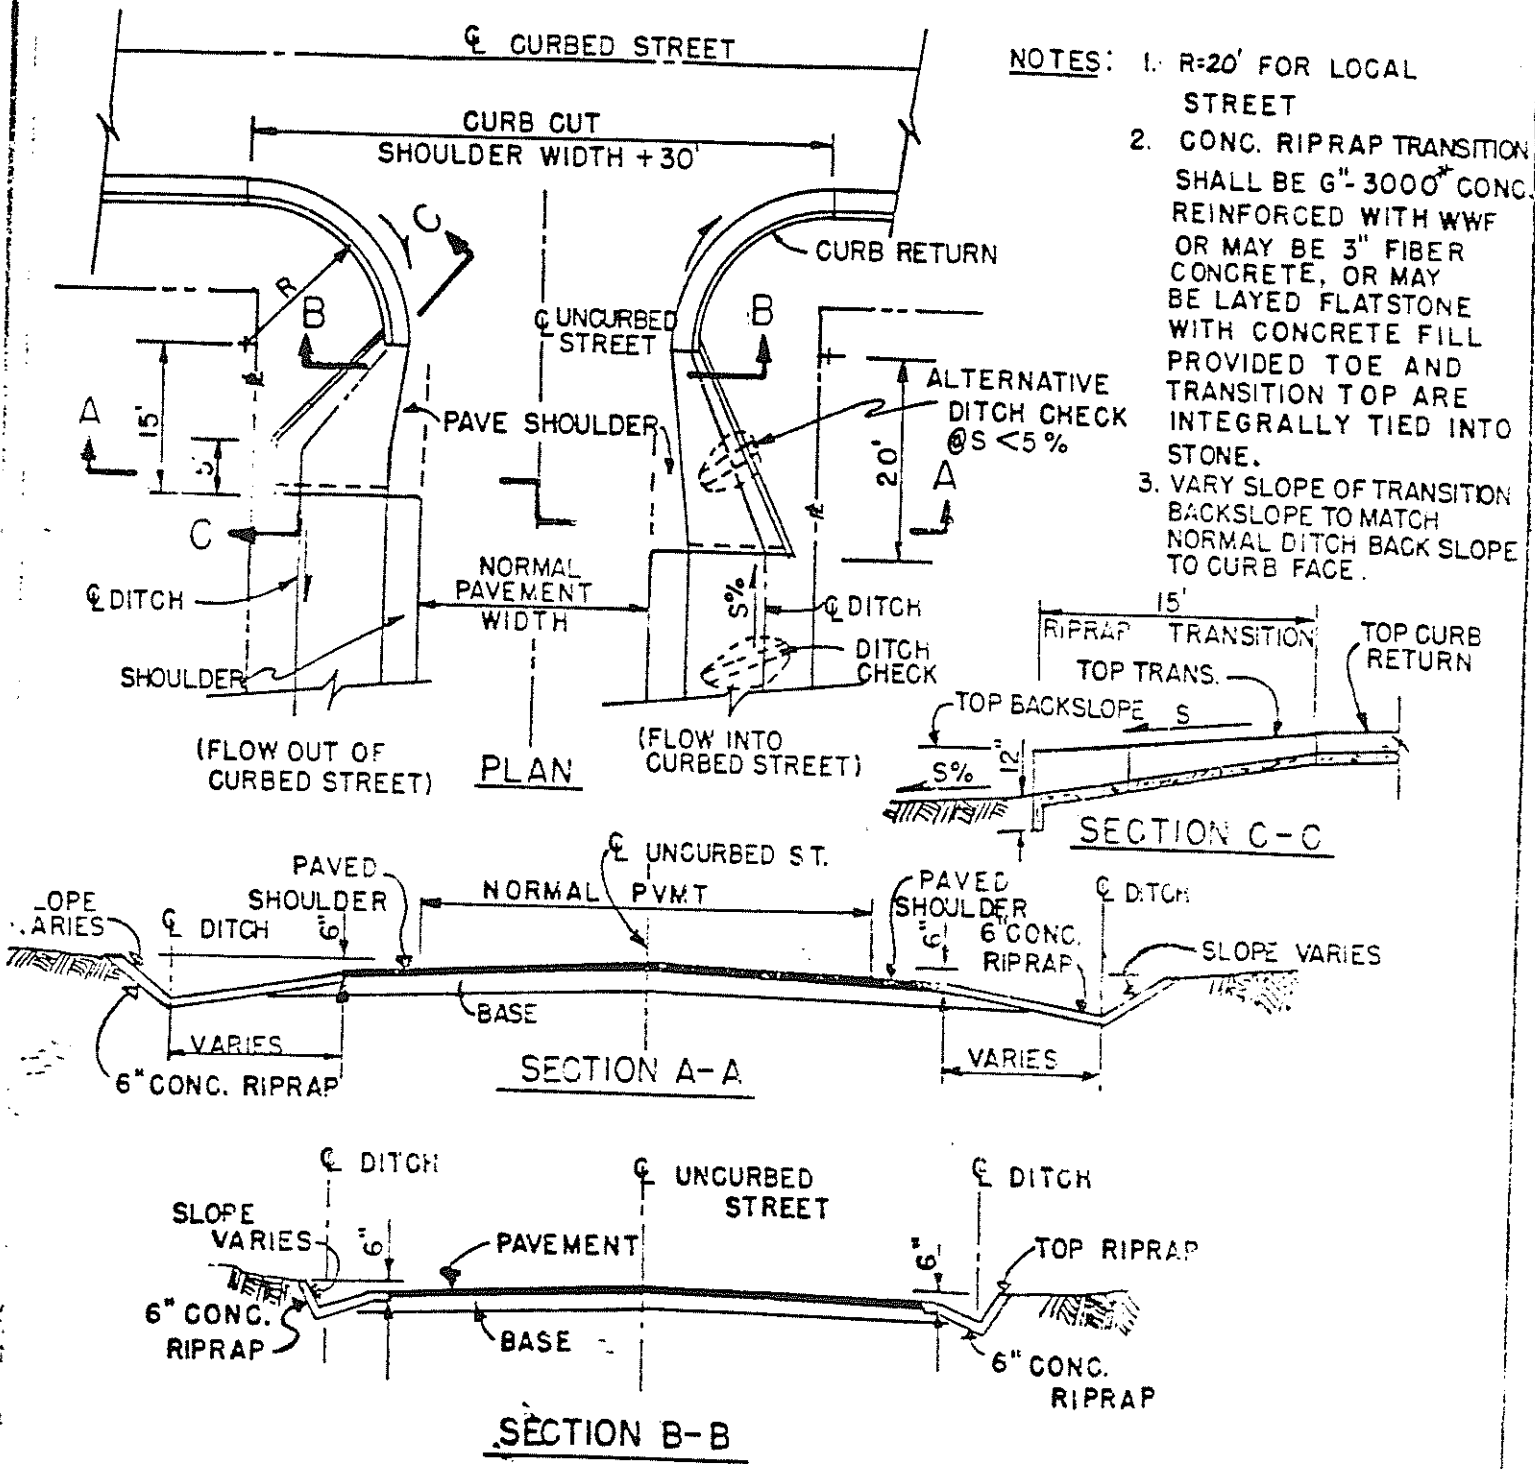 ℄ CURBED STREET
CURB CUT
SHOULDER WIDTH +30'
C
R
B
CURB RETURN
℄ UNCURBED
STREET
B
15'
A
PAVE SHOULDER
ALTERNATIVE
DITCH CHECK
@S <5%
20'
A
5'
C
℄ DITCH
NORMAL
PAVEMENT
WIDTH
S%
℄ DITCH
SHOULDER
DITCH
CHECK
(FLOW OUT OF
CURBED STREET)
PLAN
(FLOW INTO
CURBED STREET)
NOTES: 1. R=20' FOR LOCAL
STREET
2. CONC. RIPRAP TRANSITION
SHALL BE 6"-3000# CONC.
REINFORCED WITH WWF
OR MAY BE 3" FIBER
CONCRETE, OR MAY
BE LAYED FLATSTONE
WITH CONCRETE FILL
PROVIDED TOE AND
TRANSITION TOP ARE
INTEGRALLY TIED INTO
STONE.
3. VARY SLOPE OF TRANSITION
BACKSLOPE TO MATCH
NORMAL DITCH BACK SLOPE
TO CURB FACE.
15'
RIPRAP TRANSITION
TOP CURB
RETURN
TOP TRANS.
TOP BACKSLOPE
S
12"
S%
SECTION C-C
℄ UNCURBED ST.
PAVED
SHOULDER
NORMAL PVMT
PAVED
SHOULDER
℄ DITCH
LOPE
ARIES
℄ DITCH
6"
6"
6" CONC.
RIPRAP
SLOPE VARIES
BASE
VARIES
VARIES
6" CONC. RIPRAP
SECTION A-A
℄ DITCH
℄ UNCURBED
STREET
℄ DITCH
SLOPE
VARIES
6"
PAVEMENT
6"
TOP RIPRAP
6" CONC.
RIPRAP
BASE
6" CONC.
RIPRAP
SECTION B-B